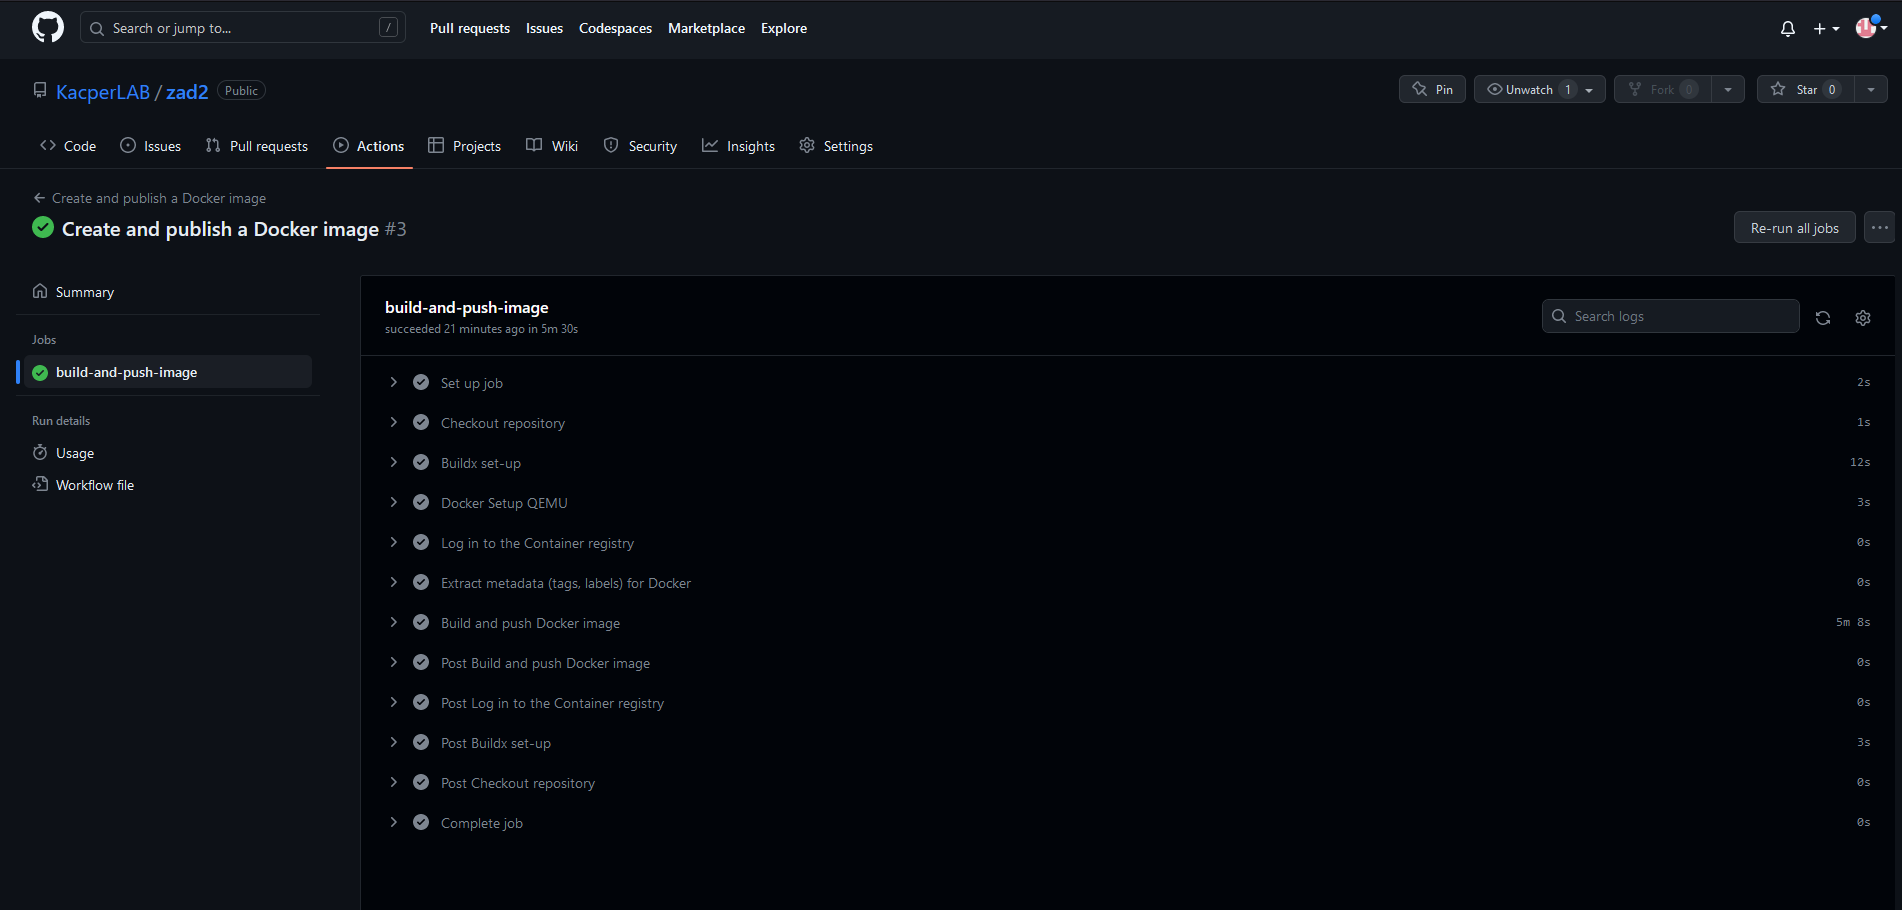 Search or jump to... / Pull requests Issues Codespaces Marketplace Explore
KacperLAB / zad2 Public Pin Unwatch 1 Fork 0 Star 0
Code Issues Pull requests Actions Projects Wiki Security Insights Settings
Create and publish a Docker image
Create and publish a Docker image #3
Re-run all jobs
Summary
Jobs
build-and-push-image
Run details
Usage
Workflow file
build-and-push-image
succeeded 21 minutes ago in 5m 30s
Search logs
Set up job 2s
Checkout repository 1s
Buildx set-up 12s
Docker Setup QEMU 3s
Log in to the Container registry 0s
Extract metadata (tags, labels) for Docker 0s
Build and push Docker image 5m 8s
Post Build and push Docker image 0s
Post Log in to the Container registry 0s
Post Buildx set-up 3s
Post Checkout repository 0s
Complete job 0s